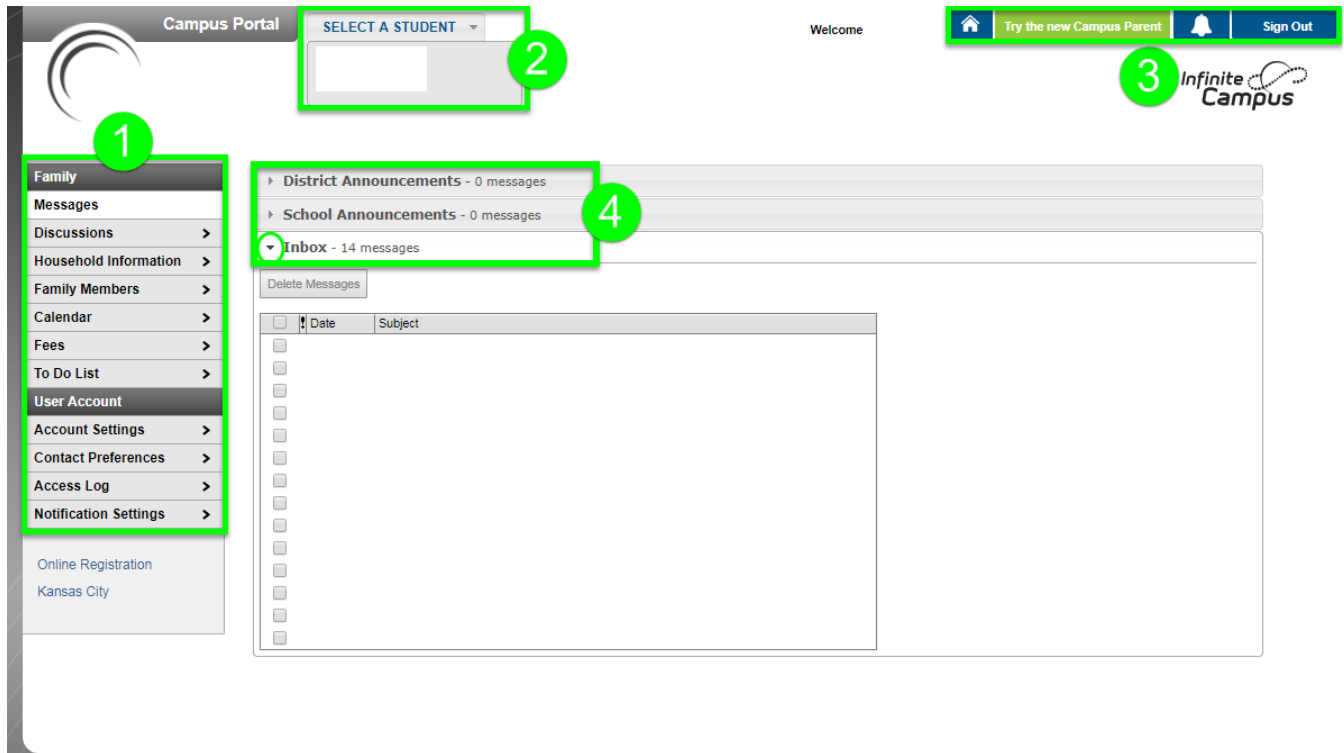 Campus Portal
SELECT A STUDENT
2
Welcome
Try the new Campus Parent
Sign Out
3
Infinite
Campus
1
Family
Messages
Discussions
Household Information
Family Members
Calendar
Fees
To Do List
User Account
Account Settings
Contact Preferences
Access Log
Notification Settings
Online Registration
Kansas City
District Announcements - 0 messages
School Announcements - 0 messages
4
Inbox - 14 messages
Delete Messages
! Date Subject